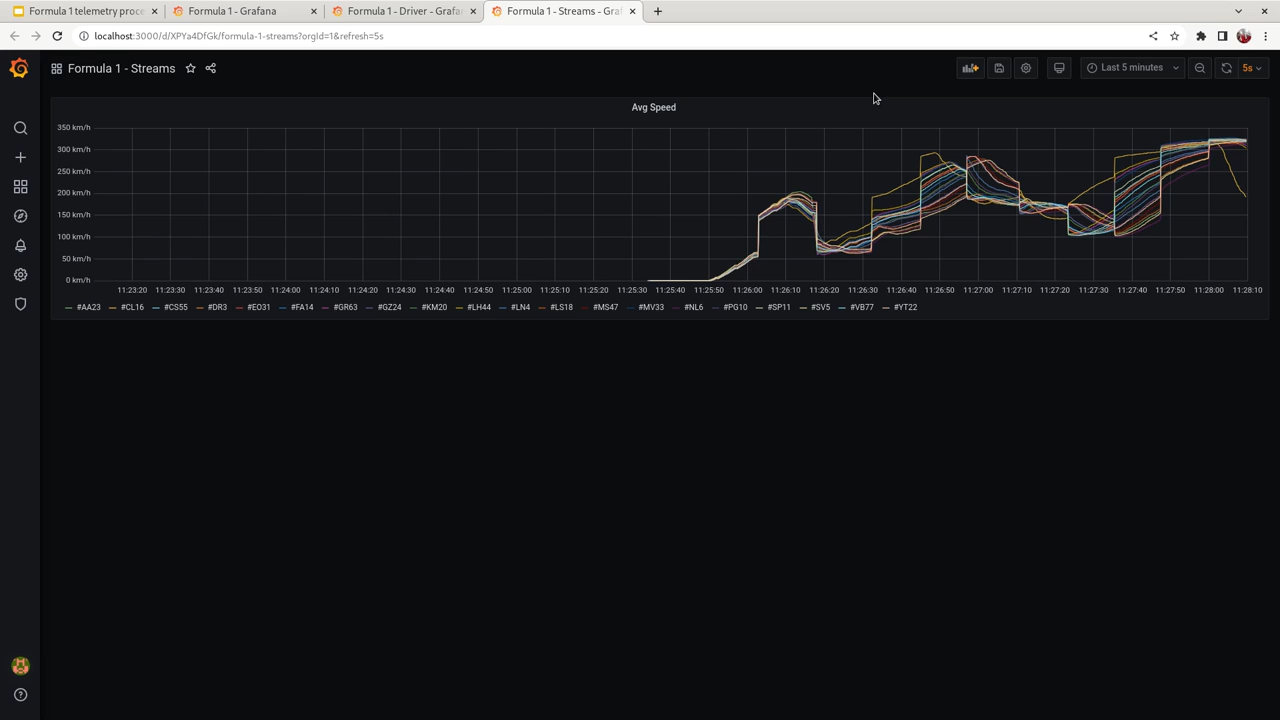 Formula 1 telemetry proce
Formula 1 - Grafana
Formula 1 - Driver - Grafan
Formula 1 - Streams - Graf
localhost:3000/d/XPYa4DfGk/formula-1-streams?orgId=1&refresh=5s
Formula 1 - Streams
Last 5 minutes
5s
Avg Speed
350 km/h
300 km/h
250 km/h
200 km/h
150 km/h
100 km/h
50 km/h
0 km/h
11:23:20 11:23:30 11:23:40 11:23:50 11:24:00 11:24:10 11:24:20 11:24:30 11:24:40 11:24:50 11:25:00 11:25:10 11:25:20 11:25:30 11:25:40 11:25:50 11:26:00 11:26:10 11:26:20 11:26:30 11:26:40 11:26:50 11:27:00 11:27:10 11:27:20 11:27:30 11:27:40 11:27:50 11:28:00 11:28:10
#AA23 #CL16 #CS55 #DR3 #EO31 #FA14 #GR63 #GZ24 #KM20 #LH44 #LN4 #LS18 #MS47 #MV33 #NL6 #PG10 #SP11 #SV5 #VB77 #YT22